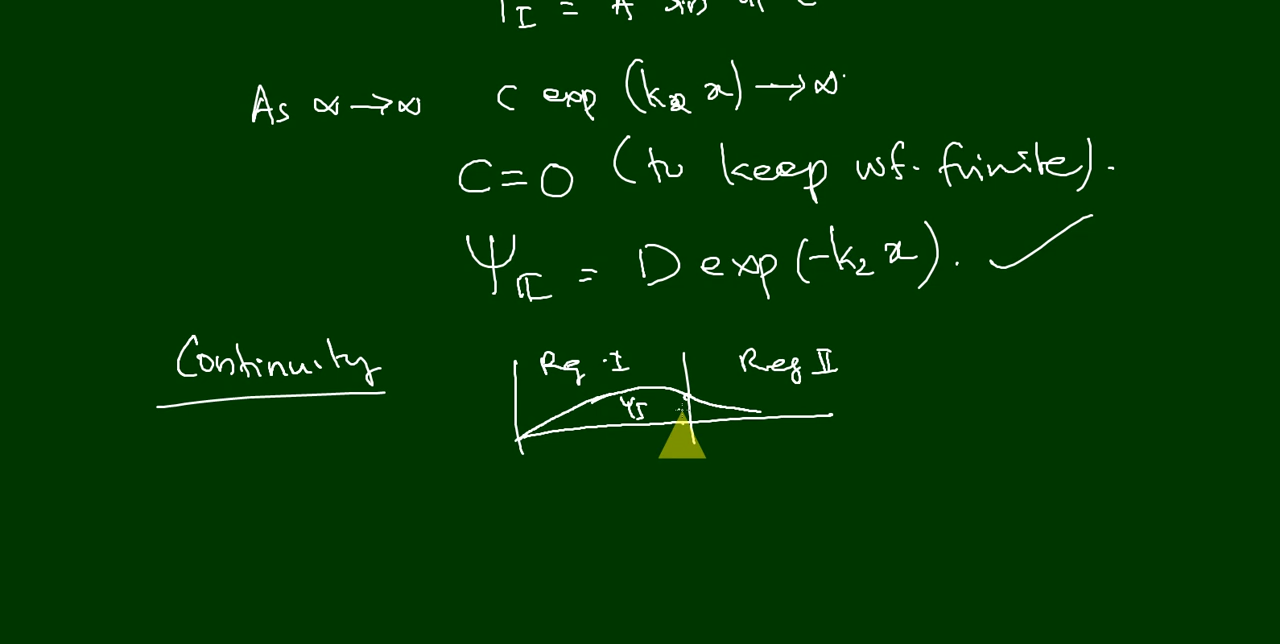 As x→∞ C exp (k₂ x) → ∞
C=0 (to keep wf. finite).
Ψ_II = D exp (-k₂ x).
Continuity
Reg. I Reg II
Ψ_I